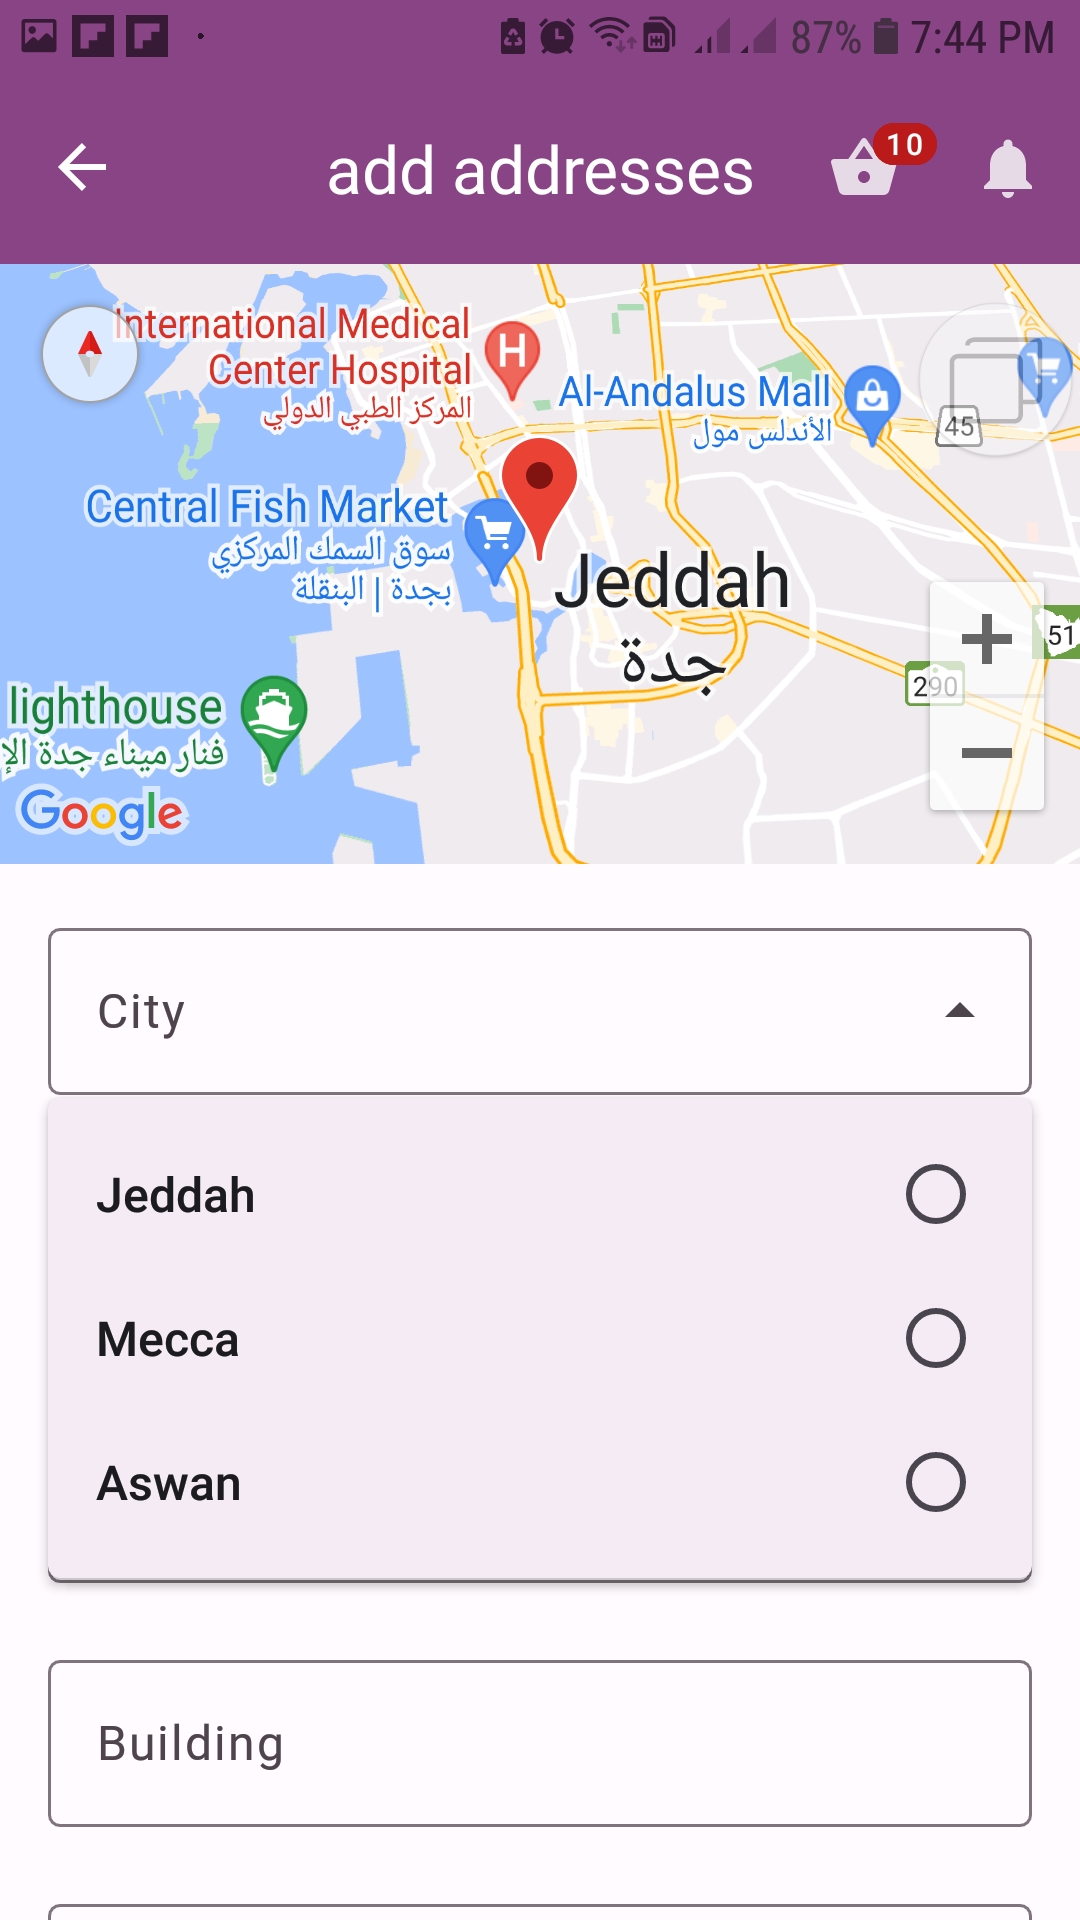 87% 7:44 PM
add addresses
10
International Medical
Center Hospital
المركز الطبي الدولي
Al-Andalus Mall
الأندلس مول
45
Central Fish Market
سوق السمك المركزي
بجدة | البنقلة
Jeddah
جدة
51
290
lighthouse
فنار ميناء جدة الإ
Google
City
Jeddah
Mecca
Aswan
Building